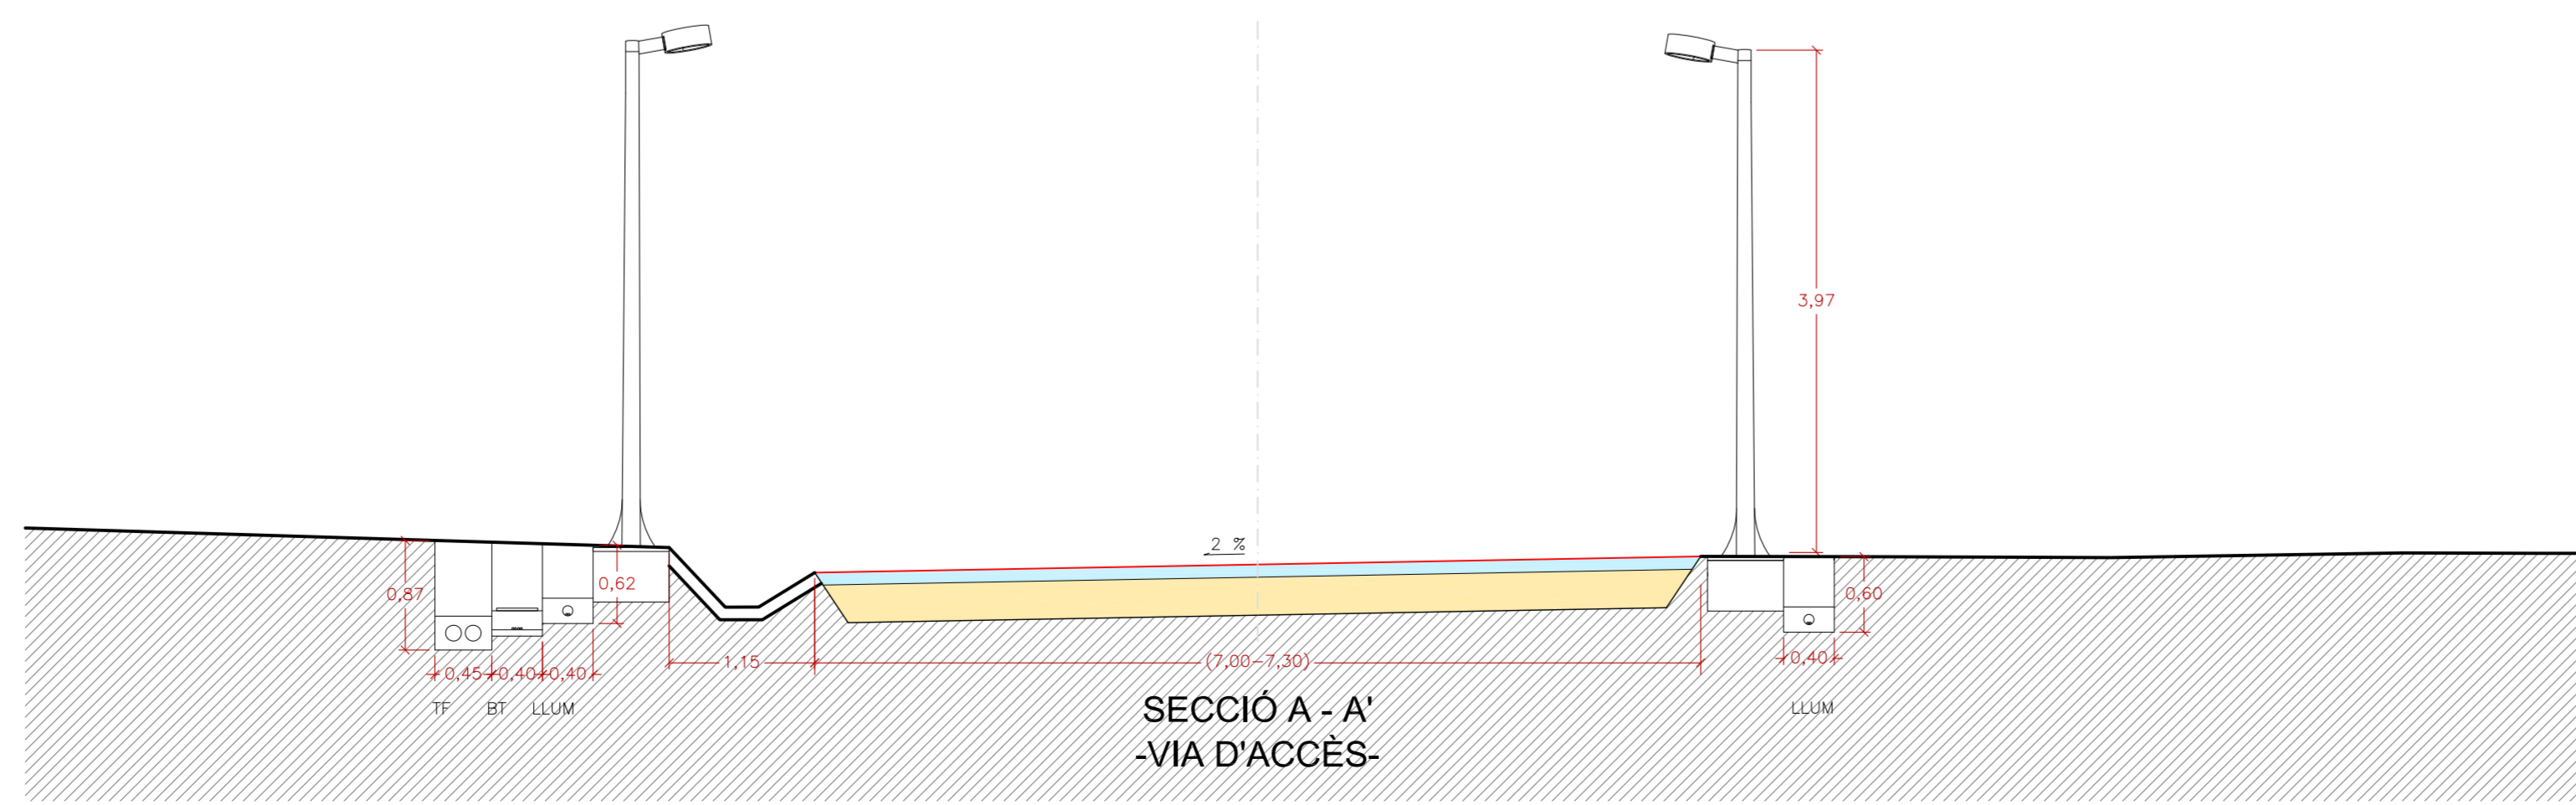 3,97
2 %
0,87
0,62
0,60
1,15
(7,00-7,30)
0,40
0,45
0,40
0,40
TF
BT
LLUM
LLUM
SECCIÓ A - A'
-VIA D'ACCÈS-